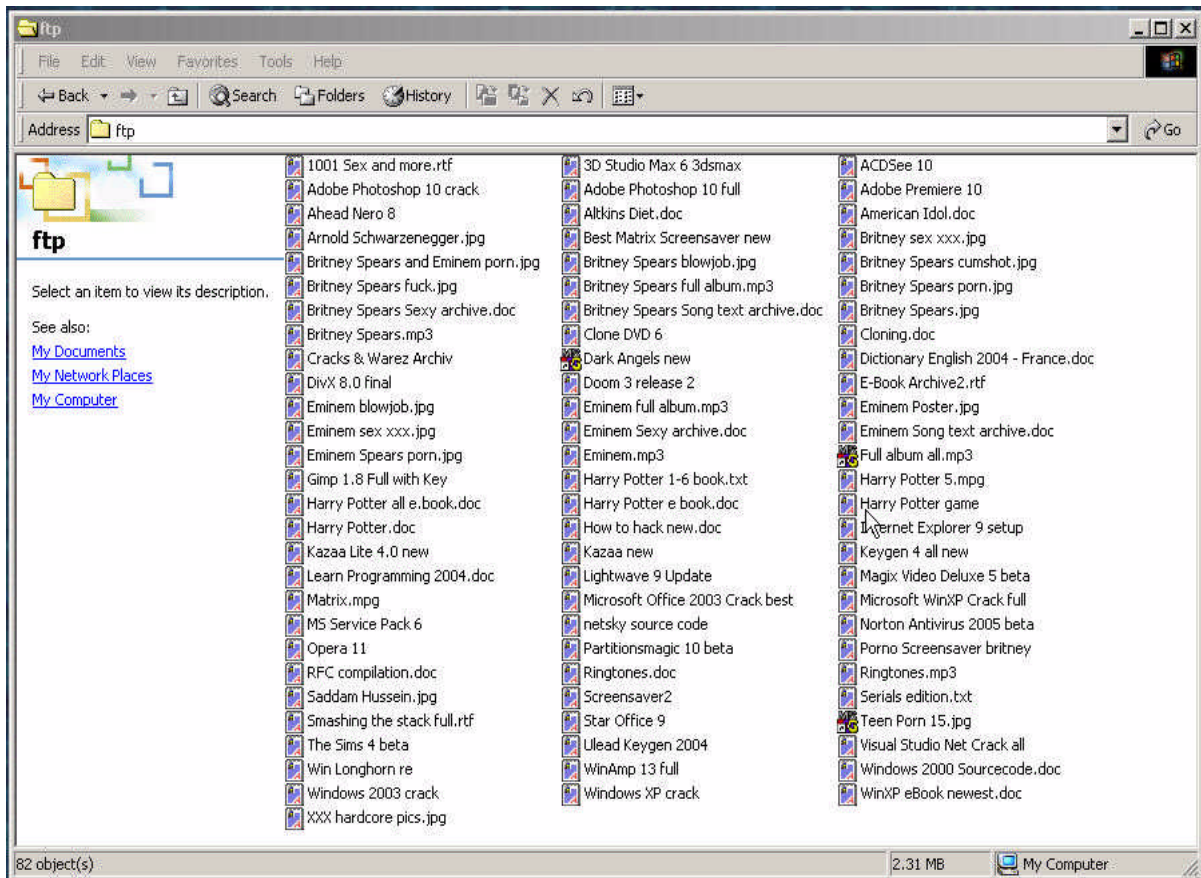 ftp
File Edit View Favorites Tools Help
Back Search Folders History
Address ftp Go
ftp
Select an item to view its description.
See also:
My Documents
My Network Places
My Computer
1001 Sex and more.rtf 3D Studio Max 6 3dsmax ACDSee 10
Adobe Photoshop 10 crack Adobe Photoshop 10 full Adobe Premiere 10
Ahead Nero 8 Altkins Diet.doc American Idol.doc
Arnold Schwarzenegger.jpg Best Matrix Screensaver new Britney sex xxx.jpg
Britney Spears and Eminem porn.jpg Britney Spears blowjob.jpg Britney Spears cumshot.jpg
Britney Spears fuck.jpg Britney Spears full album.mp3 Britney Spears porn.jpg
Britney Spears Sexy archive.doc Britney Spears Song text archive.doc Britney Spears.jpg
Britney Spears.mp3 Clone DVD 6 Cloning.doc
Cracks & Warez Archiv Dark Angels new Dictionary English 2004 - France.doc
DivX 8.0 final Doom 3 release 2 E-Book Archive2.rtf
Eminem blowjob.jpg Eminem full album.mp3 Eminem Poster.jpg
Eminem sex xxx.jpg Eminem Sexy archive.doc Eminem Song text archive.doc
Eminem Spears porn.jpg Eminem.mp3 Full album all.mp3
Gimp 1.8 Full with Key Harry Potter 1-6 book.txt Harry Potter 5.mpg
Harry Potter all e.book.doc Harry Potter e book.doc Harry Potter game
Harry Potter.doc How to hack new.doc Internet Explorer 9 setup
Kazaa Lite 4.0 new Kazaa new Keygen 4 all new
Learn Programming 2004.doc Lightwave 9 Update Magix Video Deluxe 5 beta
Matrix.mpg Microsoft Office 2003 Crack best Microsoft WinXP Crack full
MS Service Pack 6 netsky source code Norton Antivirus 2005 beta
Opera 11 Partitionsmagic 10 beta Porno Screensaver britney
RFC compilation.doc Ringtones.doc Ringtones.mp3
Saddam Hussein.jpg Screensaver2 Serials edition.txt
Smashing the stack full.rtf Star Office 9 Teen Porn 15.jpg
The Sims 4 beta Ulead Keygen 2004 Visual Studio Net Crack all
Win Longhorn re WinAmp 13 full Windows 2000 Sourcecode.doc
Windows 2003 crack Windows XP crack WinXP eBook newest.doc
XXX hardcore pics.jpg
82 object(s) 2.31 MB My Computer